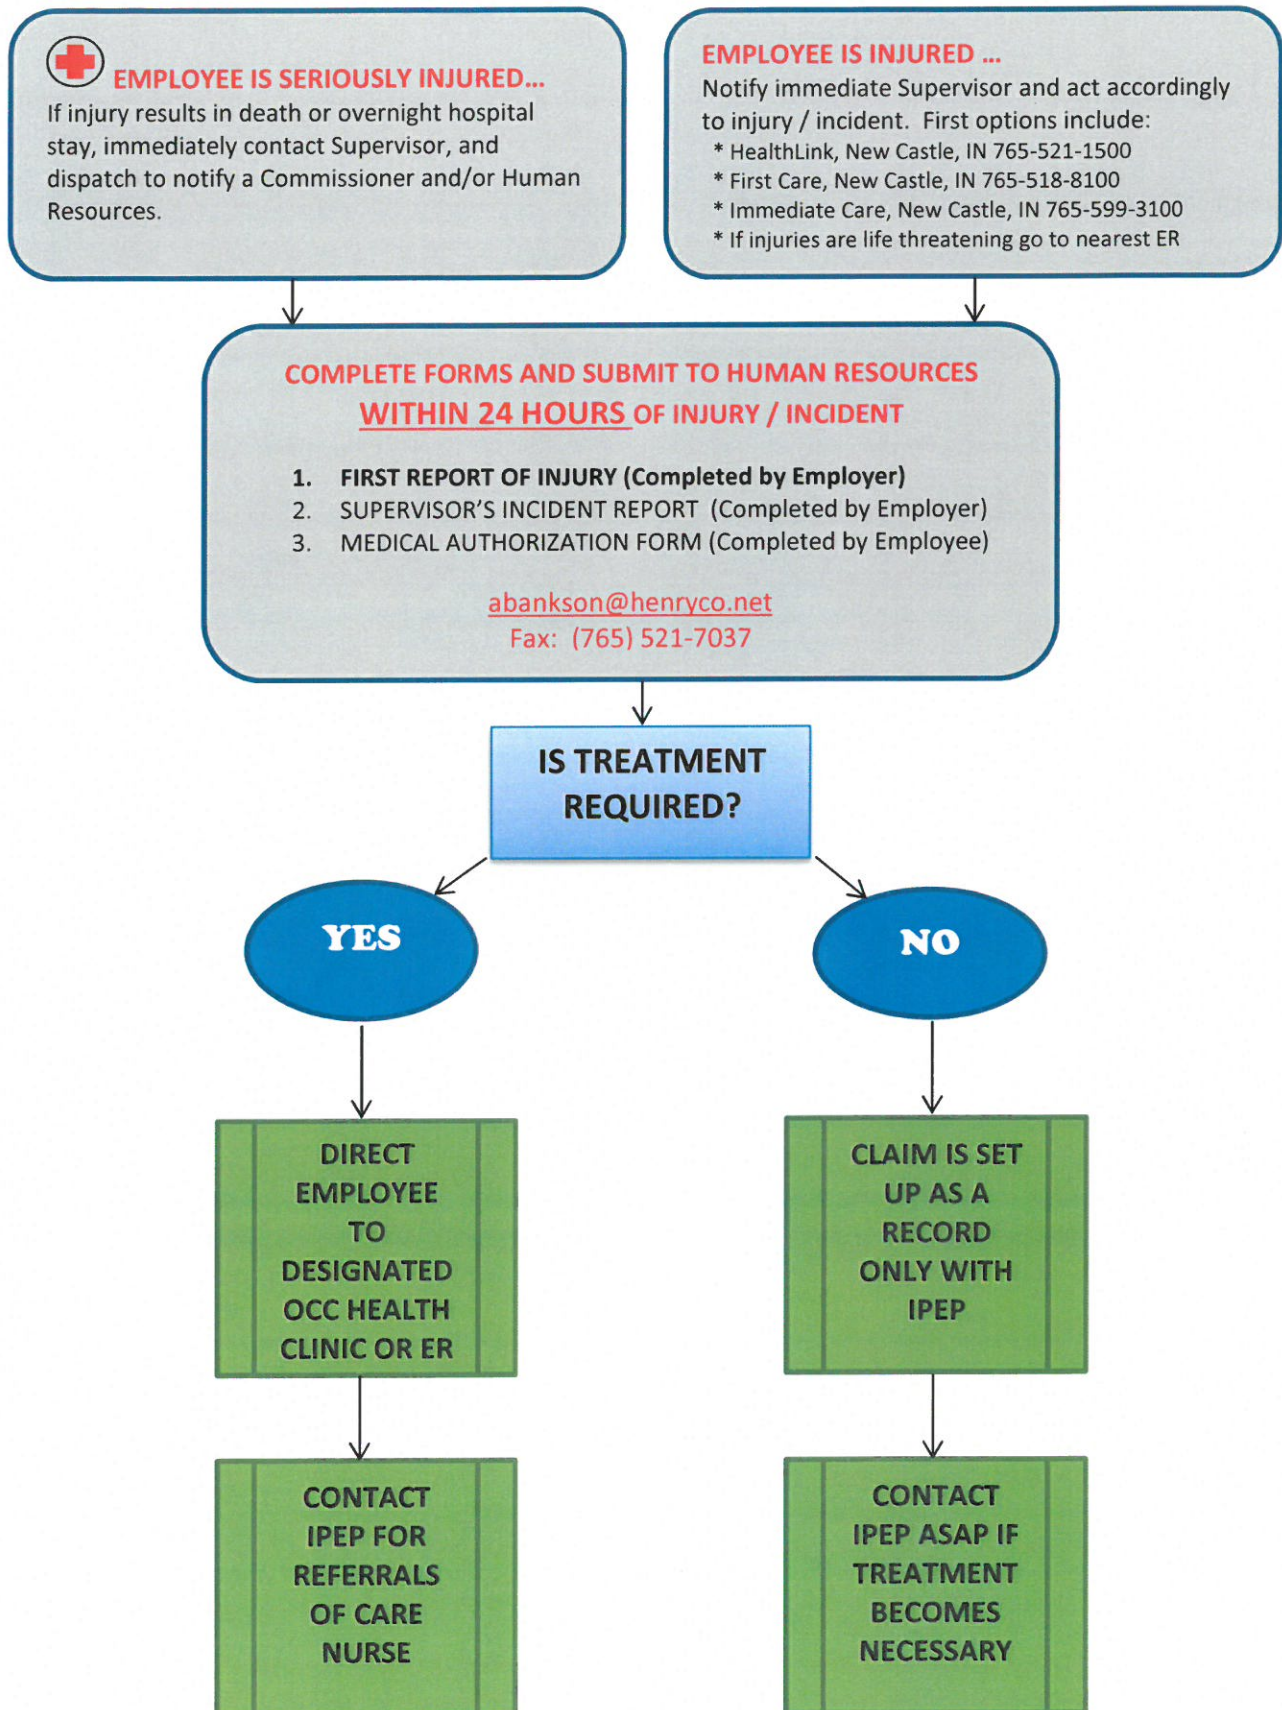 EMPLOYEE IS SERIOUSLY INJURED...
If injury results in death or overnight hospital
stay, immediately contact Supervisor, and
dispatch to notify a Commissioner and/or Human
Resources.
EMPLOYEE IS INJURED ...
Notify immediate Supervisor and act accordingly
to injury / incident. First options include:
* HealthLink, New Castle, IN 765-521-1500
* First Care, New Castle, IN 765-518-8100
* Immediate Care, New Castle, IN 765-599-3100
* If injuries are life threatening go to nearest ER
COMPLETE FORMS AND SUBMIT TO HUMAN RESOURCES
WITHIN 24 HOURS OF INJURY / INCIDENT
1. FIRST REPORT OF INJURY (Completed by Employer)
2. SUPERVISOR'S INCIDENT REPORT (Completed by Employer)
3. MEDICAL AUTHORIZATION FORM (Completed by Employee)
abankson@henryco.net
Fax: (765) 521-7037
IS TREATMENT
REQUIRED?
YES
NO
DIRECT
EMPLOYEE
TO
DESIGNATED
OCC HEALTH
CLINIC OR ER
CLAIM IS SET
UP AS A
RECORD
ONLY WITH
IPEP
CONTACT
IPEP FOR
REFERRALS
OF CARE
NURSE
CONTACT
IPEP ASAP IF
TREATMENT
BECOMES
NECESSARY